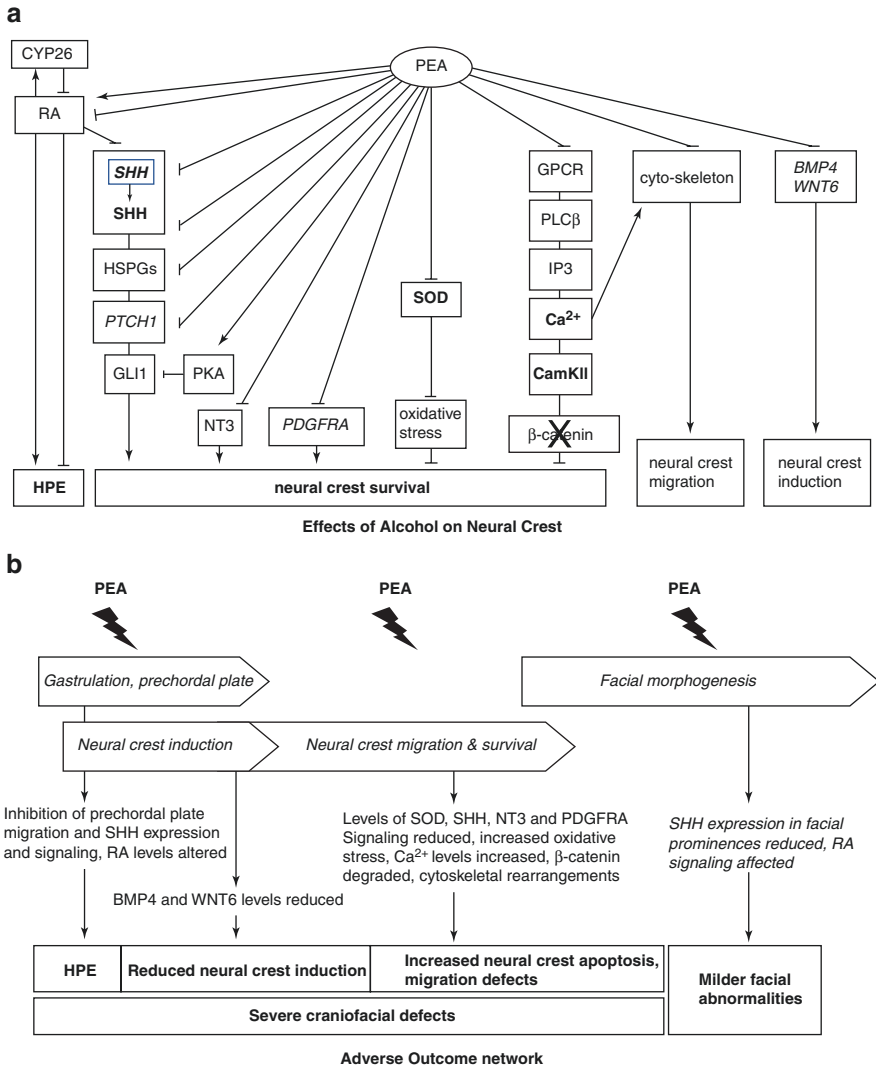 a
CYP26
PEA
RA
SHH
SHH
HSPGs
PTCH1
GLI1
PKA
NT3
PDGFRA
SOD
oxidative
stress
GPCR
PLCβ
IP3
Ca²⁺
CamKII
β-catenin
X
cyto-skeleton
BMP4
WNT6
HPE
neural crest survival
neural crest
migration
neural crest
induction
Effects of Alcohol on Neural Crest
b
PEA
PEA
PEA
Gastrulation, prechordal plate
Facial morphogenesis
Neural crest induction
Neural crest migration & survival
Inhibition of prechordal plate
migration and SHH expression
and signaling, RA levels altered
BMP4 and WNT6 levels reduced
Levels of SOD, SHH, NT3 and PDGFRA
Signaling reduced, increased oxidative
stress, Ca²⁺ levels increased, β-catenin
degraded, cytoskeletal rearrangements
SHH expression in facial
prominences reduced, RA
signaling affected
HPE
Reduced neural crest induction
Increased neural crest apoptosis,
migration defects
Milder facial
abnormalities
Severe craniofacial defects
Adverse Outcome network